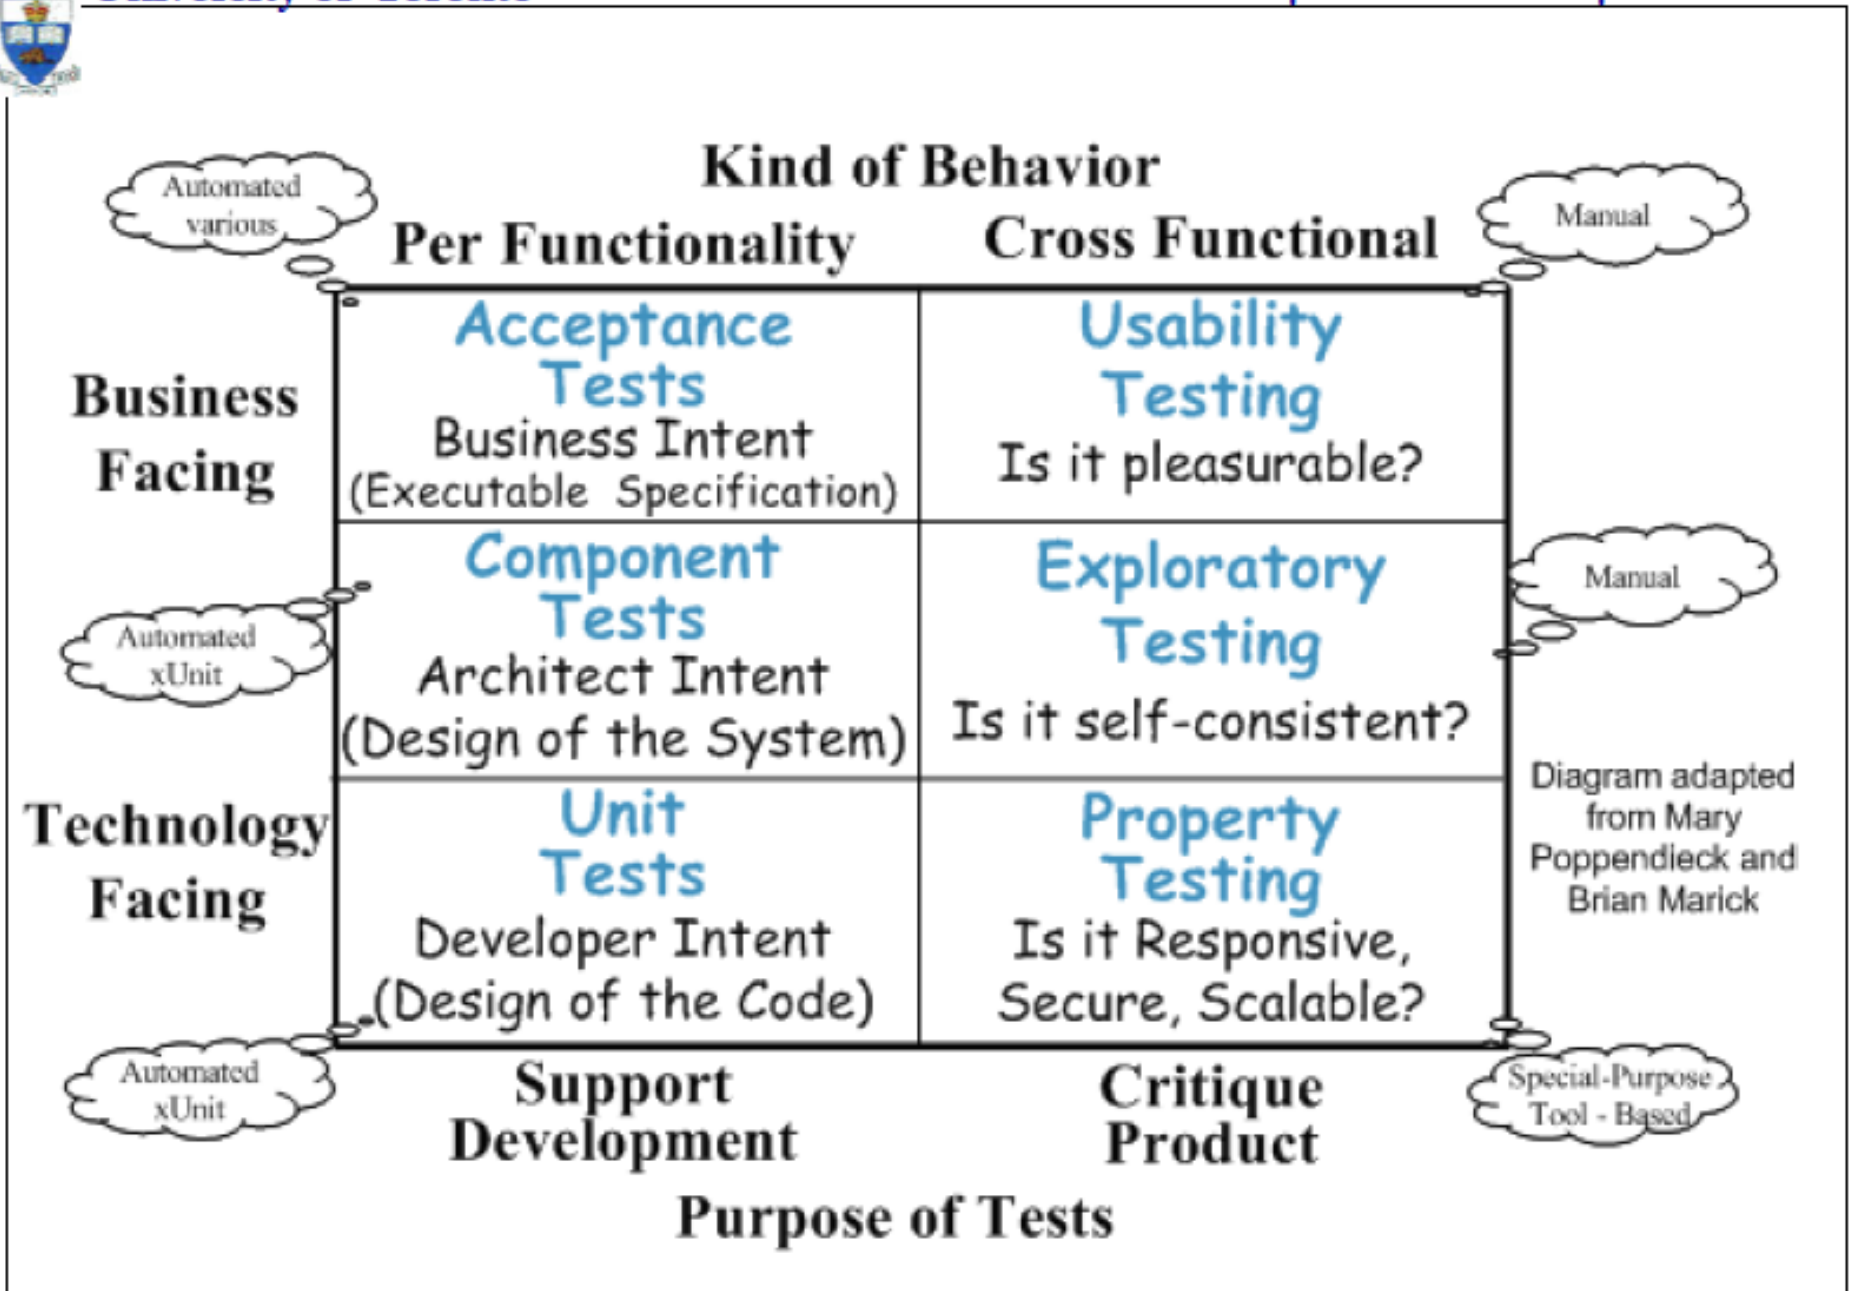 Kind of Behavior
Per Functionality
Cross Functional
Automated
various
Manual
Business
Facing
Acceptance
Tests
Business Intent
(Executable Specification)
Usability
Testing
Is it pleasurable?
Automated
xUnit
Component
Tests
Architect Intent
(Design of the System)
Exploratory
Testing
Is it self-consistent?
Manual
Technology
Facing
Unit
Tests
Developer Intent
(Design of the Code)
Property
Testing
Is it Responsive,
Secure, Scalable?
Diagram adapted
from Mary
Poppendieck and
Brian Marick
Automated
xUnit
Special-Purpose
Tool - Based
Support
Development
Critique
Product
Purpose of Tests